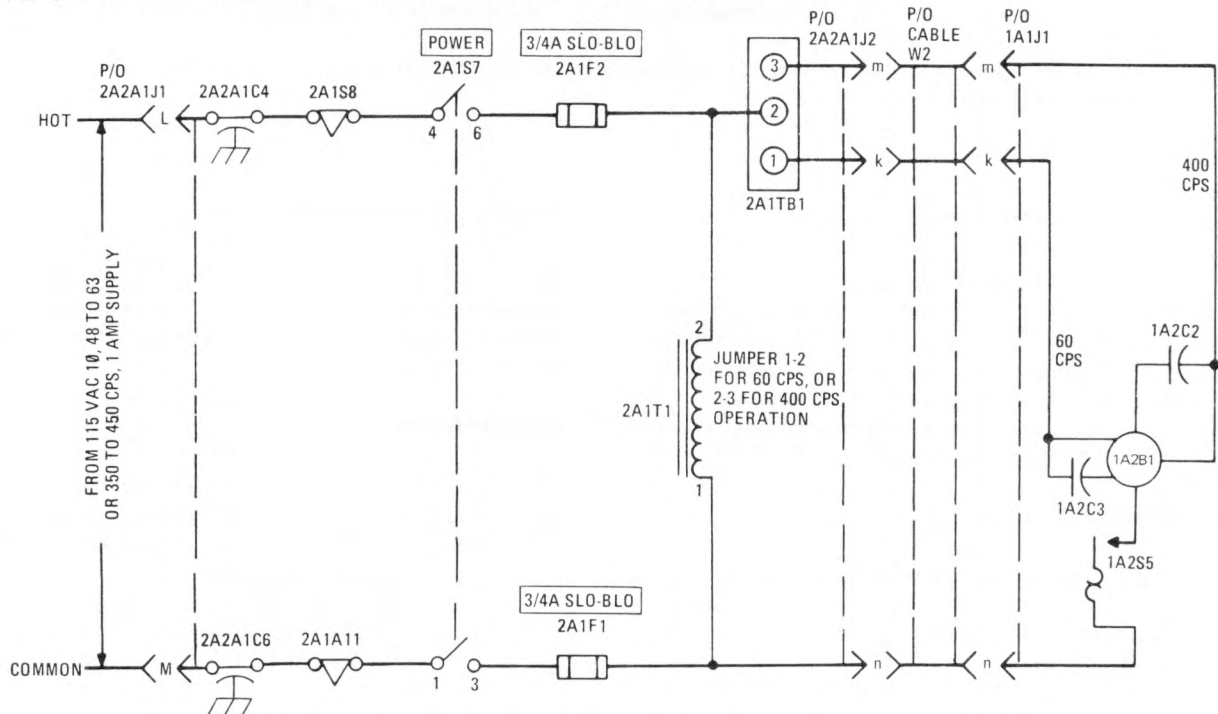 P/O
2A2A1J1
HOT
L
2A2A1C4
2A1S8
POWER
2A1S7
4
6
3/4A SLO-BLO
2A1F2
3
2
1
2A1TB1
P/O
2A2A1J2
m
k
P/O
CABLE
W2
P/O
1A1J1
m
k
400
CPS
60
CPS
FROM 115 VAC 1Ø, 48 TO 63
OR 350 TO 450 CPS, 1 AMP SUPPLY
2A1T1
2
1
JUMPER 1-2
FOR 60 CPS, OR
2-3 FOR 400 CPS
OPERATION
1A2C2
1A2B1
1A2C3
1A2S5
COMMON
M
2A2A1C6
2A1A11
1
3
3/4A SLO-BLO
2A1F1
n
n